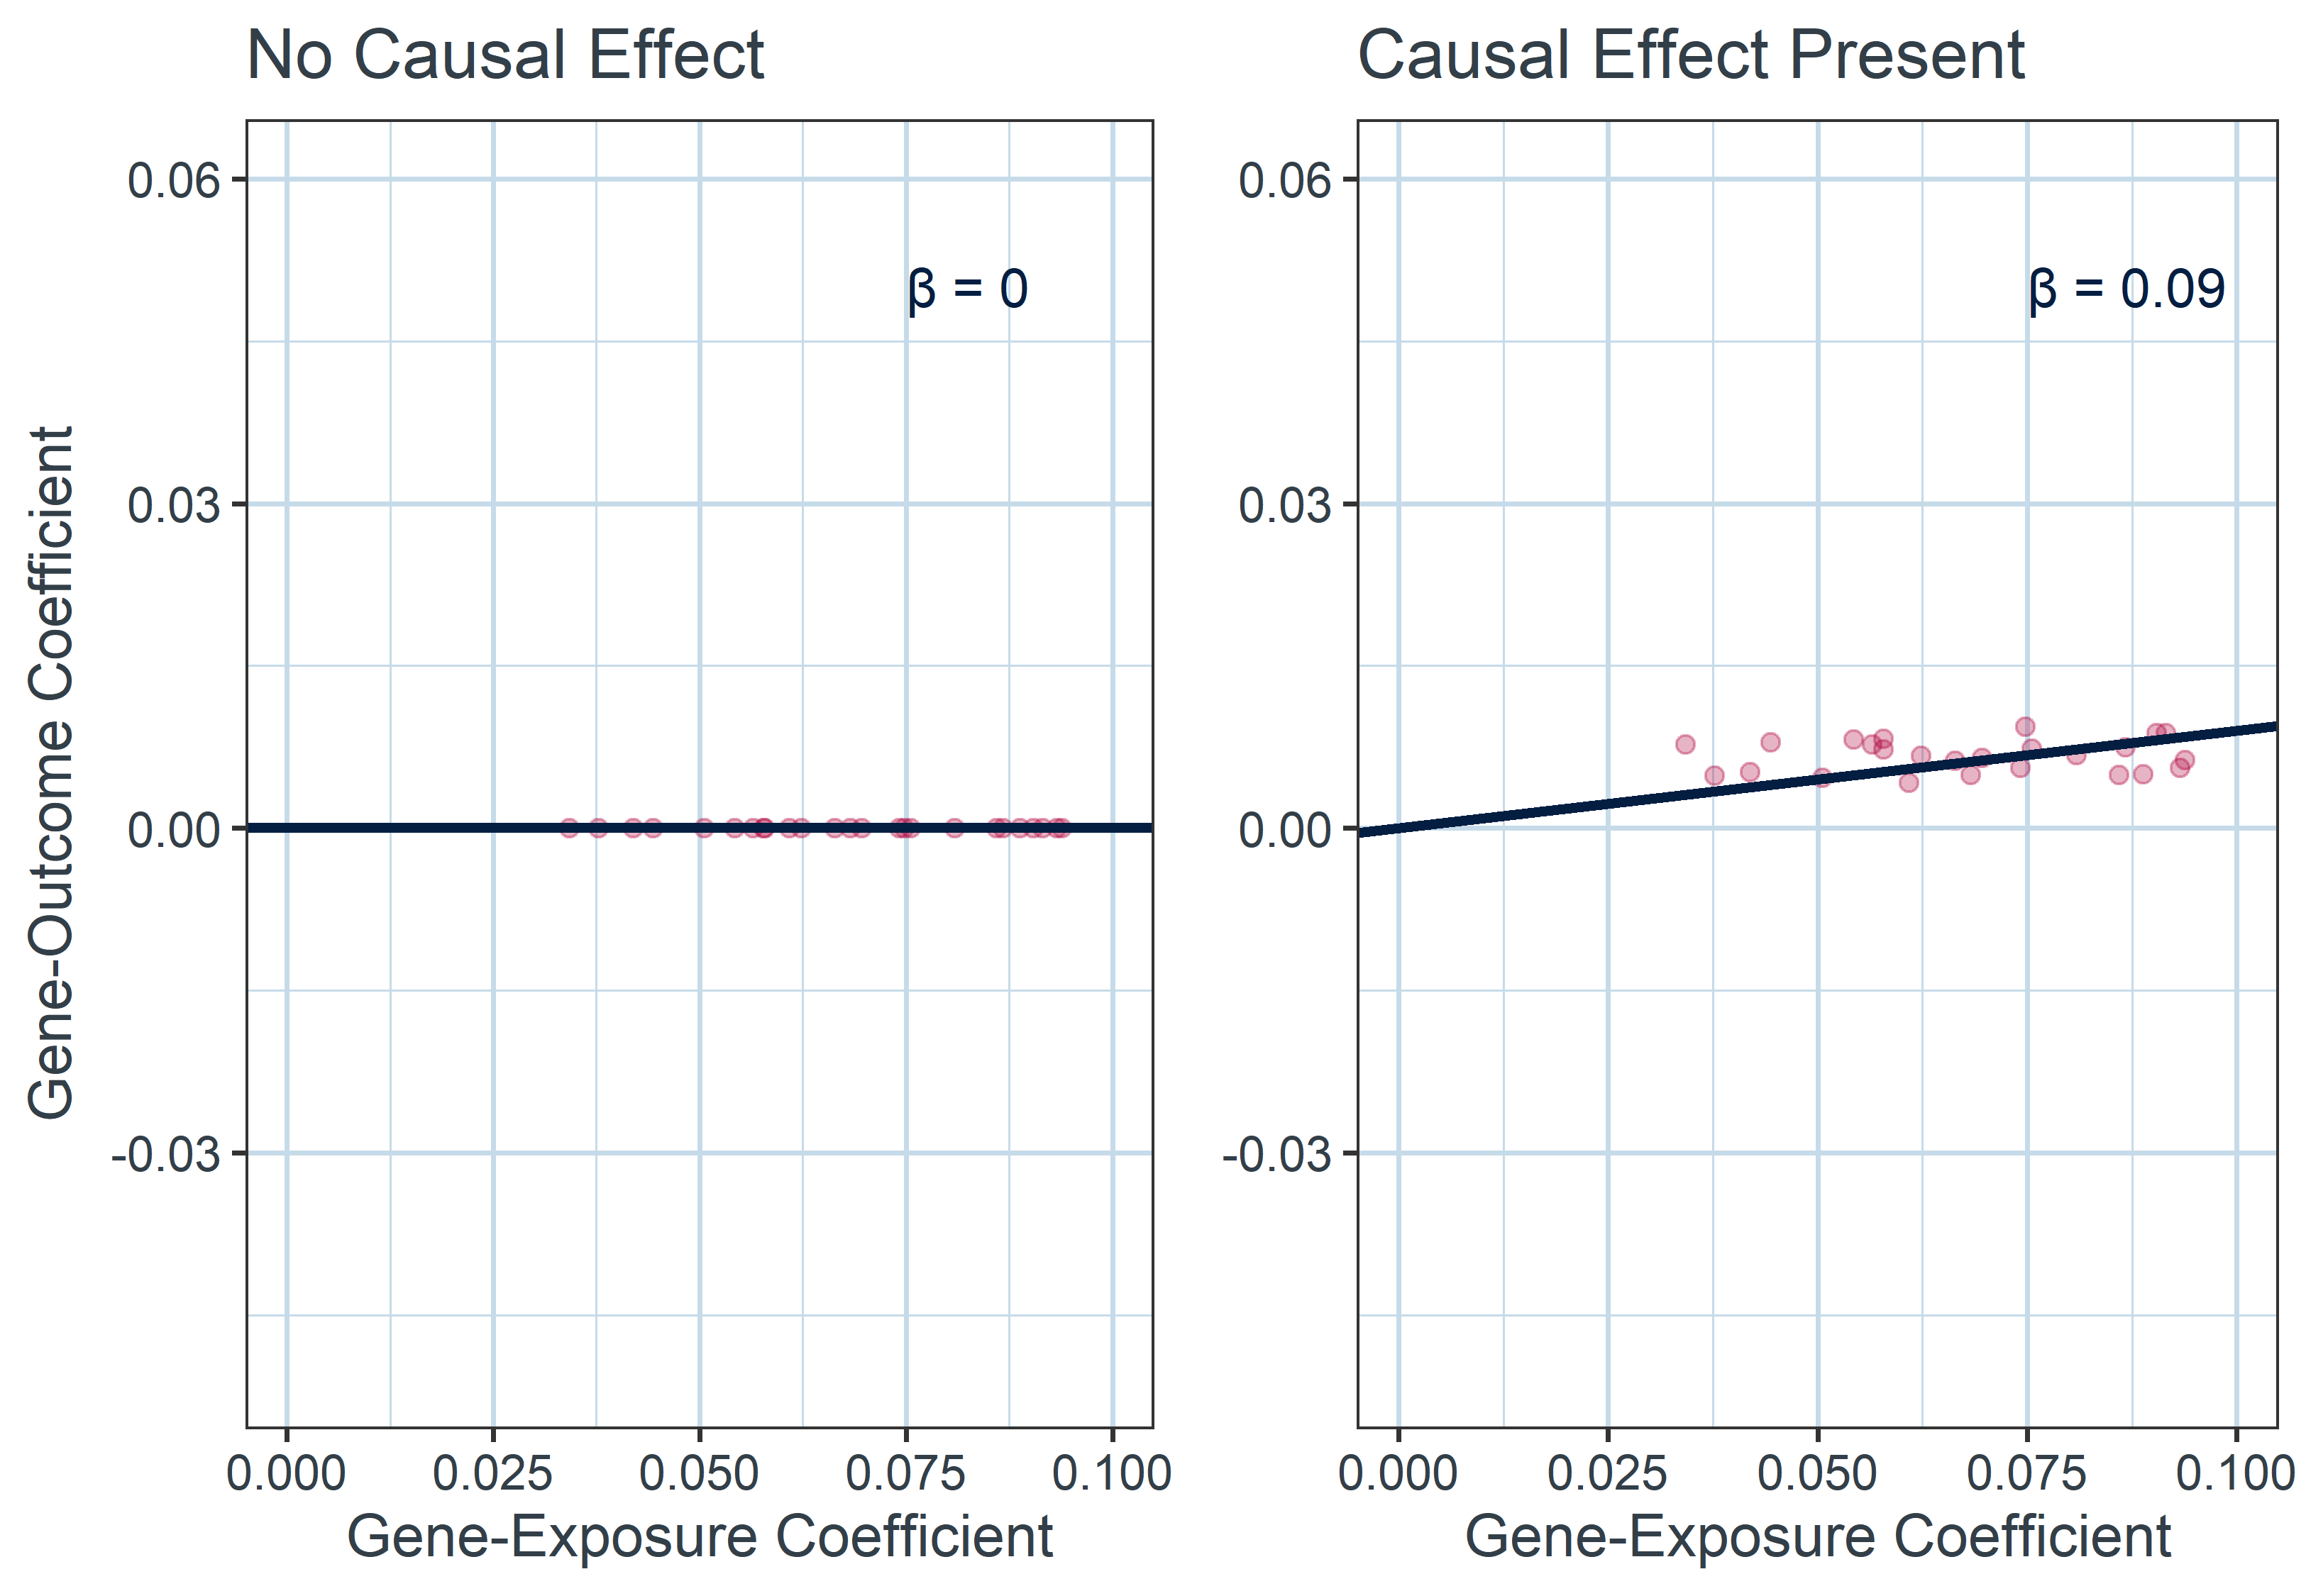 No Causal Effect
Gene-Outcome Coefficient
0.06
0.03
0.00
-0.03
β = 0
0.000 0.025 0.050 0.075 0.100
Gene-Exposure Coefficient
Causal Effect Present
0.06
0.03
0.00
-0.03
β = 0.09
0.000 0.025 0.050 0.075 0.100
Gene-Exposure Coefficient